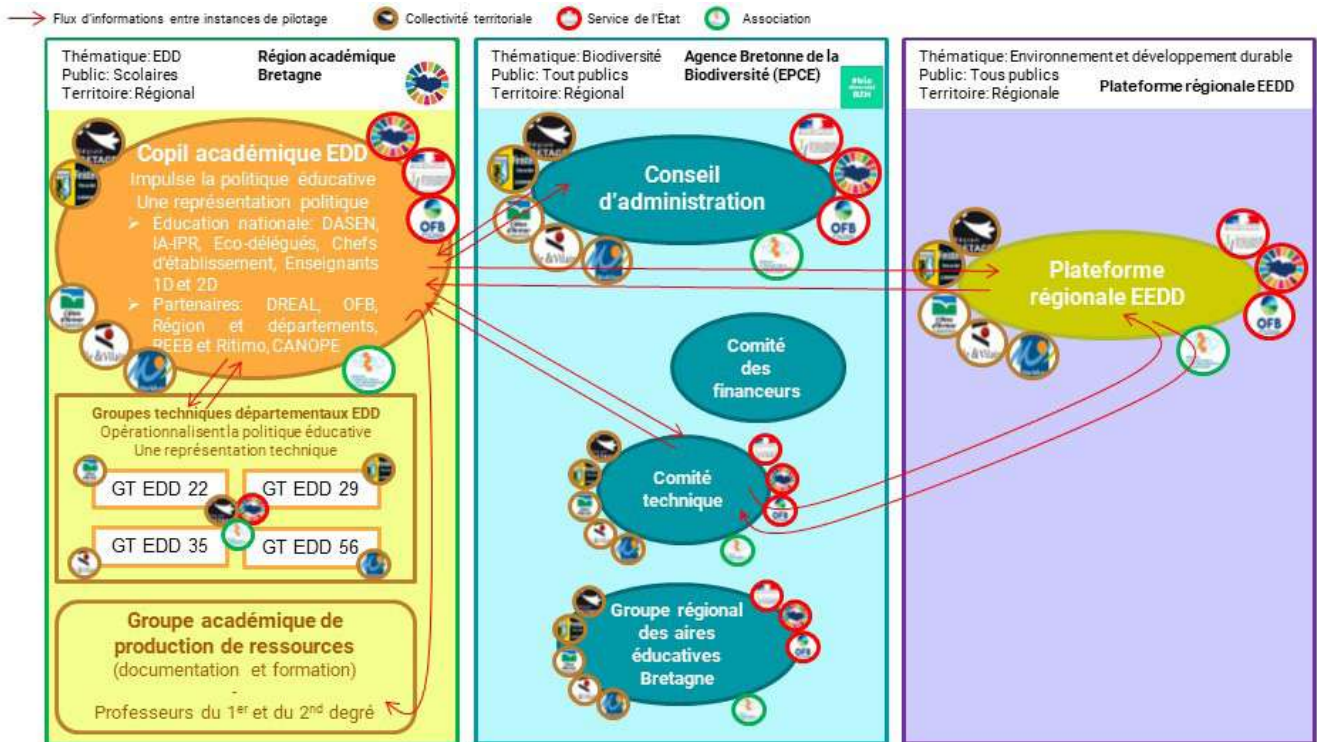 Flux d'informations entre instances de pilotage
Collectivité territoriale
Service de l'État
Association
Thématique: EDD
Public: Scolaires
Territoire: Régional
Région académique
Bretagne
Copil académique EDD
Impulse la politique éducative
Une représentation politique
➤ Éducation nationale: DASEN,
IA-IPR, Eco-délégués, Chefs
d'établissement, Enseignants
1D et 2D
➤ Partenaires: DREAL, OFB,
Région et départements,
REEB et Ritimo, CANOPE
OFB
Groupes techniques départementaux EDD
Opérationnalisent la politique éducative
Une représentation technique
GT EDD 22
GT EDD 29
GT EDD 35
GT EDD 56
Groupe académique de
production de ressources
(documentation et formation)
-
Professeurs du 1er et du 2nd degré
Thématique: Biodiversité
Public: Tout publics
Territoire: Régional
Agence Bretonne de la
Biodiversité (EPCE)
Conseil
d'administration
OFB
Comité
des
financeurs
Comité
technique
OFB
Groupe régional
des aires
éducatives
Bretagne
OFB
Thématique: Environnement et développement durable
Public: Tous publics
Territoire: Régionale
Plateforme régionale EEDD
Plateforme
régionale EEDD
OFB